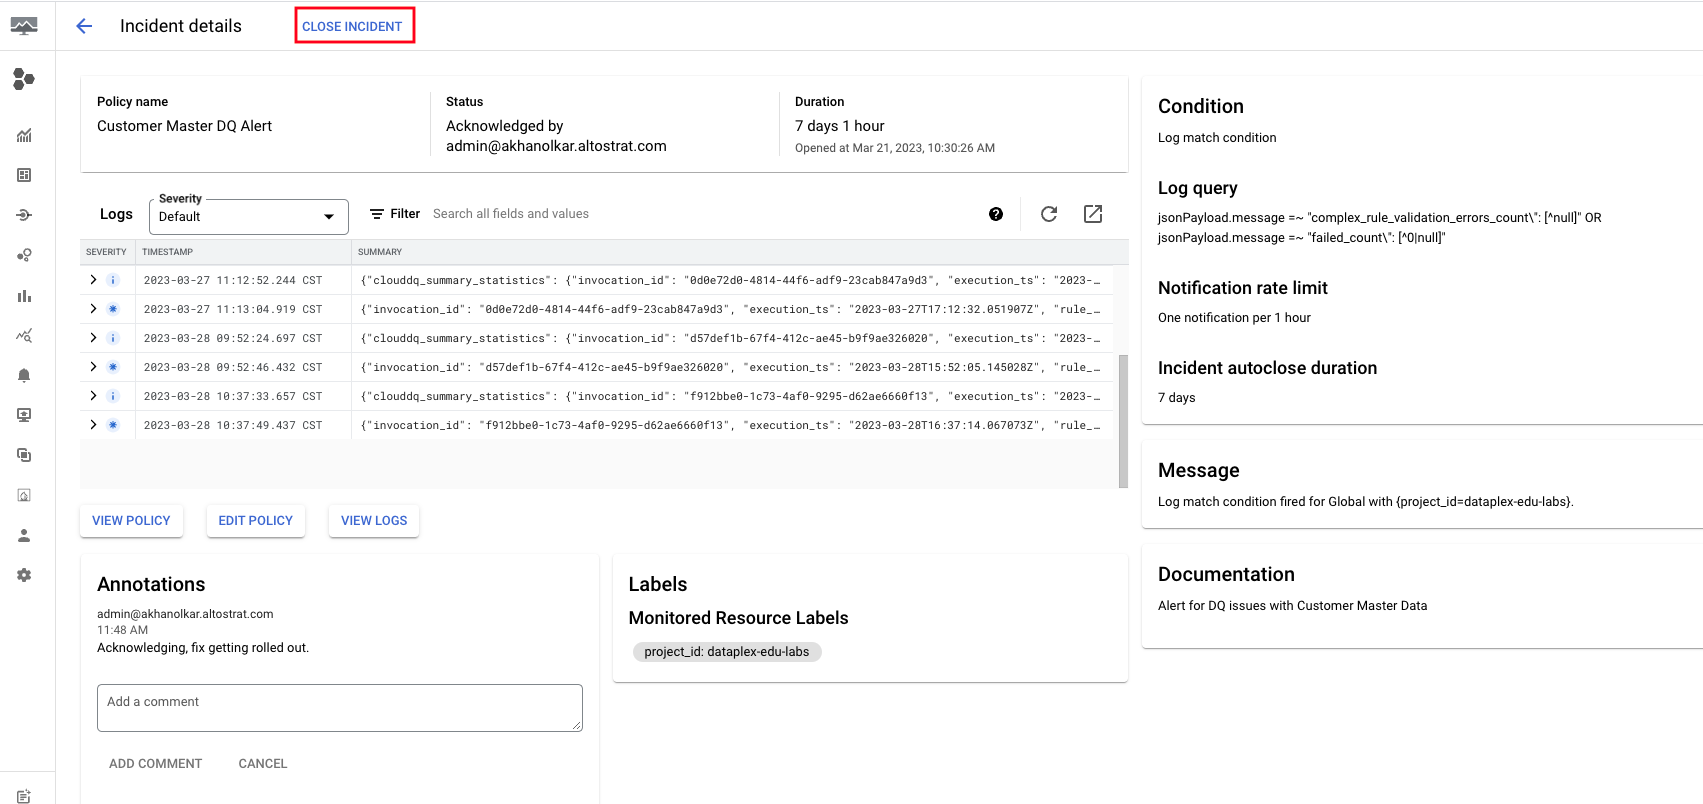 Incident details
CLOSE INCIDENT
Policy name
Customer Master DQ Alert
Status
Acknowledged by
admin@akhanolkar.altostrat.com
Duration
7 days 1 hour
Opened at Mar 21, 2023, 10:30:26 AM
Logs
Severity
Default
Filter
Search all fields and values
SEVERITY TIMESTAMP SUMMARY
2023-03-27 11:12:52.244 CST {"clouddq_summary_statistics": {"invocation_id": "0d0e72d0-4814-44f6-adf9-23cab847a9d3", "execution_ts": "2023-…
2023-03-27 11:13:04.919 CST {"invocation_id": "0d0e72d0-4814-44f6-adf9-23cab847a9d3", "execution_ts": "2023-03-27T17:12:32.051907Z", "rule_…
2023-03-28 09:52:24.697 CST {"clouddq_summary_statistics": {"invocation_id": "d57def1b-67f4-412c-ae45-b9f9ae326020", "execution_ts": "2023-…
2023-03-28 09:52:46.432 CST {"invocation_id": "d57def1b-67f4-412c-ae45-b9f9ae326020", "execution_ts": "2023-03-28T15:52:05.145028Z", "rule_…
2023-03-28 10:37:33.657 CST {"clouddq_summary_statistics": {"invocation_id": "f912bbe0-1c73-4af0-9295-d62ae6660f13", "execution_ts": "2023-…
2023-03-28 10:37:49.437 CST {"invocation_id": "f912bbe0-1c73-4af0-9295-d62ae6660f13", "execution_ts": "2023-03-28T16:37:14.067073Z", "rule_…
VIEW POLICY
EDIT POLICY
VIEW LOGS
Annotations
admin@akhanolkar.altostrat.com
11:48 AM
Acknowledging, fix getting rolled out.
Add a comment
ADD COMMENT
CANCEL
Labels
Monitored Resource Labels
project_id: dataplex-edu-labs
Condition
Log match condition
Log query
jsonPayload.message =~ "complex_rule_validation_errors_count\": [^null]" OR
jsonPayload.message =~ "failed_count\": [^0|null]"
Notification rate limit
One notification per 1 hour
Incident autoclose duration
7 days
Message
Log match condition fired for Global with {project_id=dataplex-edu-labs}.
Documentation
Alert for DQ issues with Customer Master Data